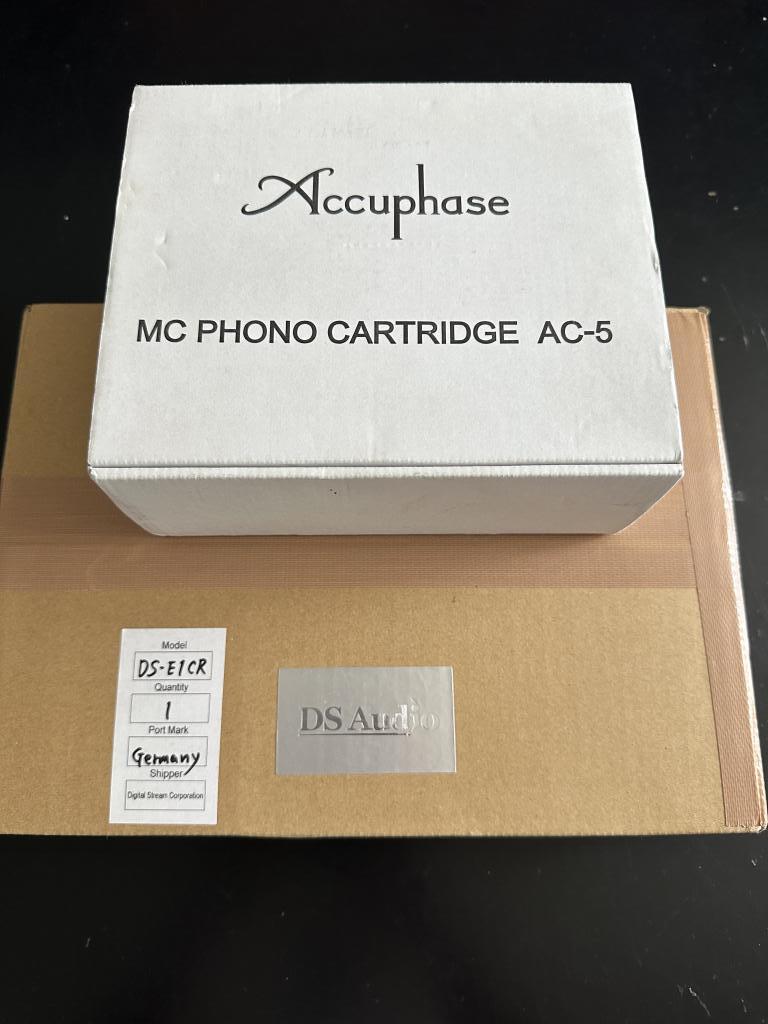 Accuphase
MC PHONO CARTRIDGE AC-5
Model
DS-E1CR
Quantity
1
Port Mark
Germany
Shipper
Digital Stream Corporation
DS Audio